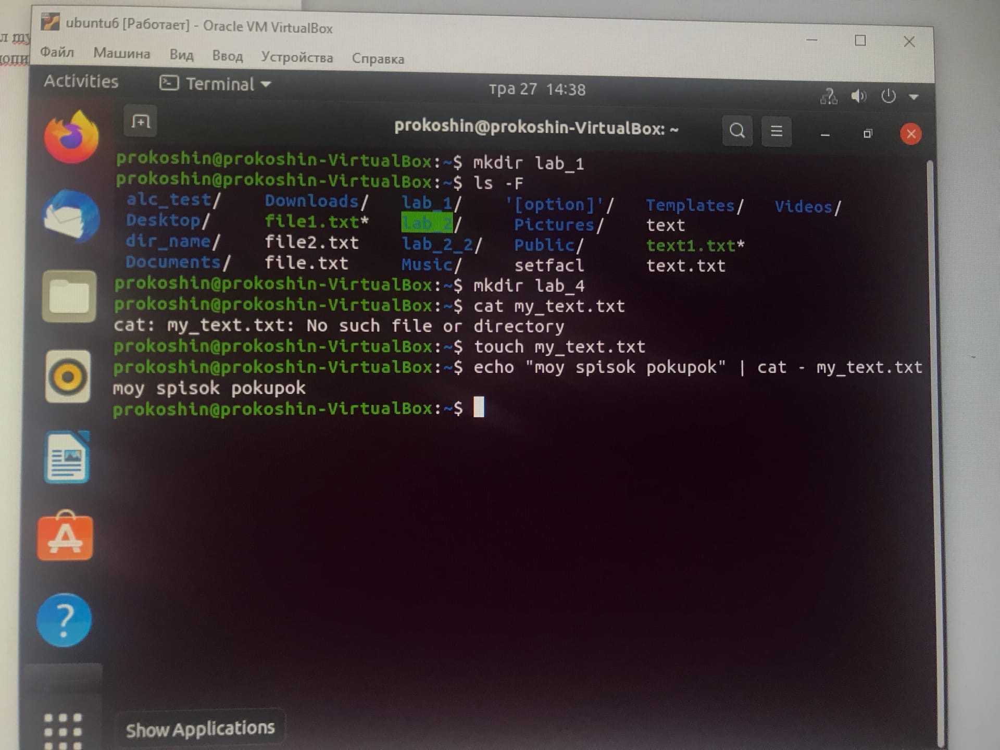 ubuntu6 [Работает] - Oracle VM VirtualBox
Файл Машина Вид Ввод Устройства Справка
Activities Terminal тра 27 14:38
prokoshin@prokoshin-VirtualBox: ~
prokoshin@prokoshin-VirtualBox:~$ mkdir lab_1
prokoshin@prokoshin-VirtualBox:~$ ls -F
alc_test/ Downloads/ lab_1/ '[option]'/ Templates/ Videos/
Desktop/ file1.txt* lab_2/ Pictures/ text
dir_name/ file2.txt lab_2_2/ Public/ text1.txt*
Documents/ file.txt Music/ setfacl text.txt
prokoshin@prokoshin-VirtualBox:~$ mkdir lab_4
prokoshin@prokoshin-VirtualBox:~$ cat my_text.txt
cat: my_text.txt: No such file or directory
prokoshin@prokoshin-VirtualBox:~$ touch my_text.txt
prokoshin@prokoshin-VirtualBox:~$ echo "moy spisok pokupok" | cat - my_text.txt
moy spisok pokupok
prokoshin@prokoshin-VirtualBox:~$
Show Applications